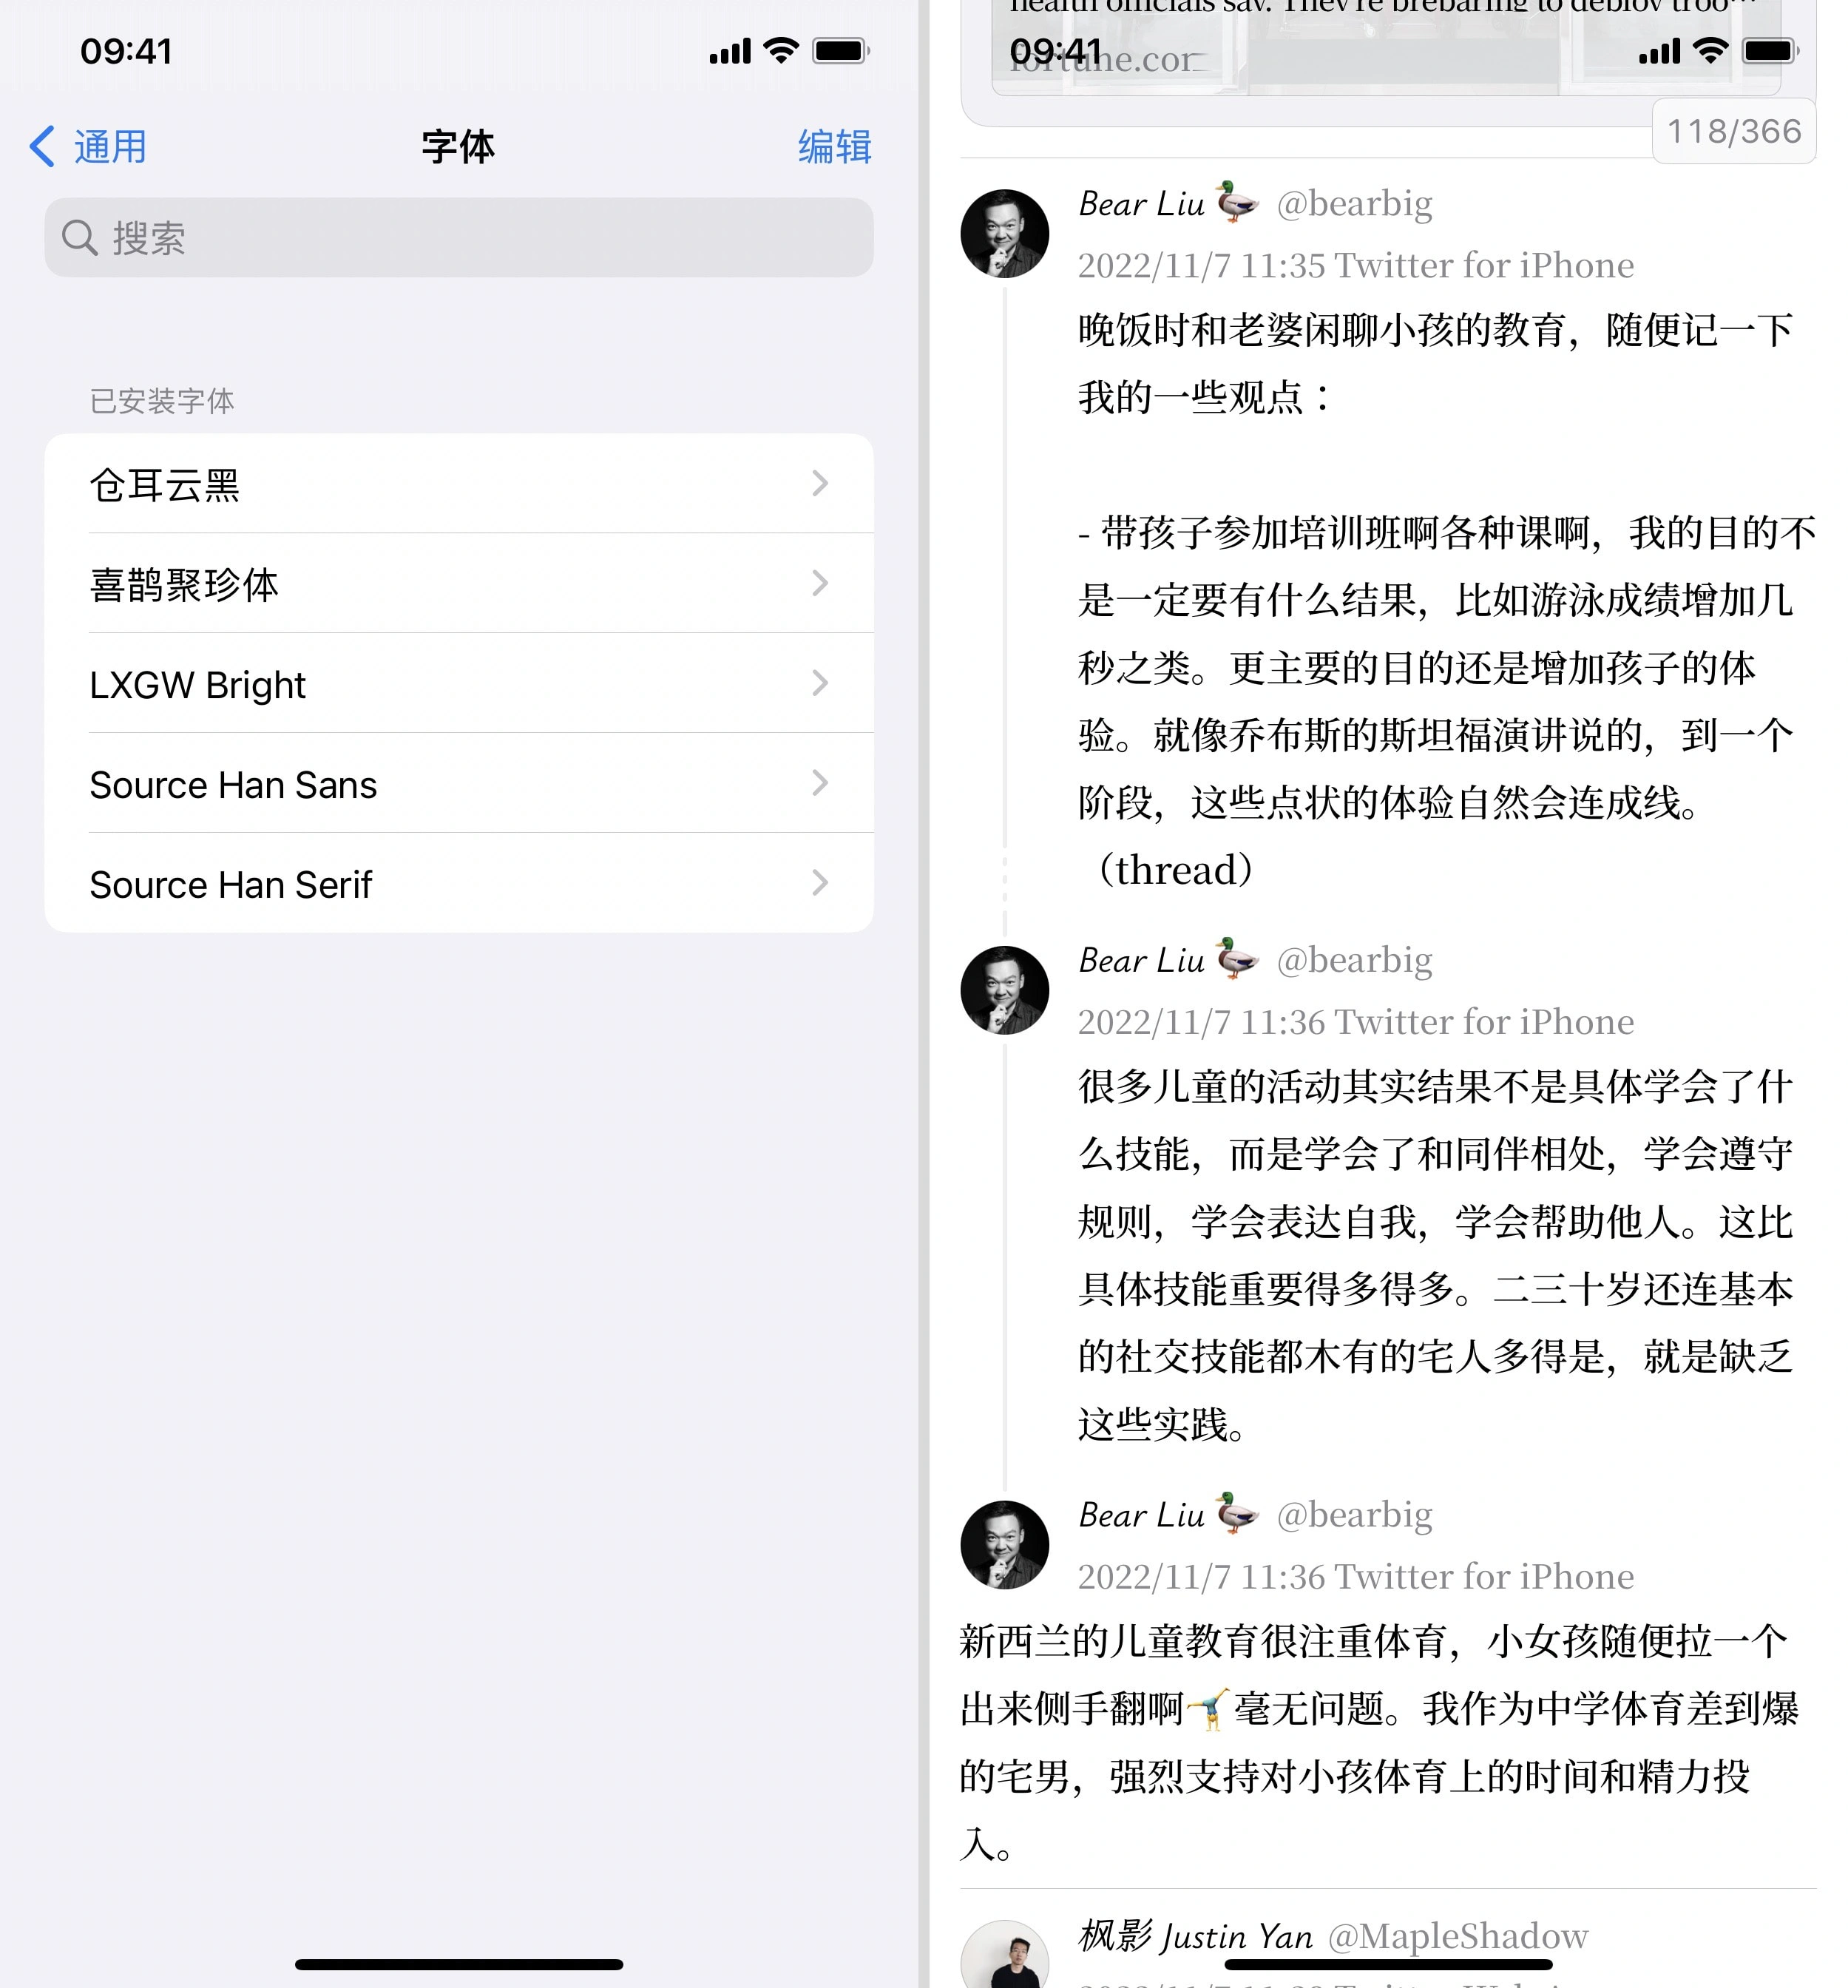 09:41
通用
字体
编辑
搜索
已安装字体
仓耳云黑
喜鹊聚珍体
LXGW Bright
Source Han Sans
Source Han Serif
health officials say. They're preparing to deploy troo…
09:41
fortune.com
118/366
Bear Liu🦆 @bearbig
2022/11/7 11:35 Twitter for iPhone
晚饭时和老婆闲聊小孩的教育，随便记一下
我的一些观点：
- 带孩子参加培训班啊各种课啊，我的目的不
是一定要有什么结果，比如游泳成绩增加几
秒之类。更主要的目的还是增加孩子的体
验。就像乔布斯的斯坦福演讲说的，到一个
阶段，这些点状的体验自然会连成线。
（thread）
Bear Liu🦆 @bearbig
2022/11/7 11:36 Twitter for iPhone
很多儿童的活动其实结果不是具体学会了什
么技能，而是学会了和同伴相处，学会遵守
规则，学会表达自我，学会帮助他人。这比
具体技能重要得多得多。二三十岁还连基本
的社交技能都木有的宅人多得是，就是缺乏
这些实践。
Bear Liu🦆 @bearbig
2022/11/7 11:36 Twitter for iPhone
新西兰的儿童教育很注重体育，小女孩随便拉一个
出来侧手翻啊🤸毫无问题。我作为中学体育差到爆
的宅男，强烈支持对小孩体育上的时间和精力投
入。
枫影 Justin Yan @MapleShadow